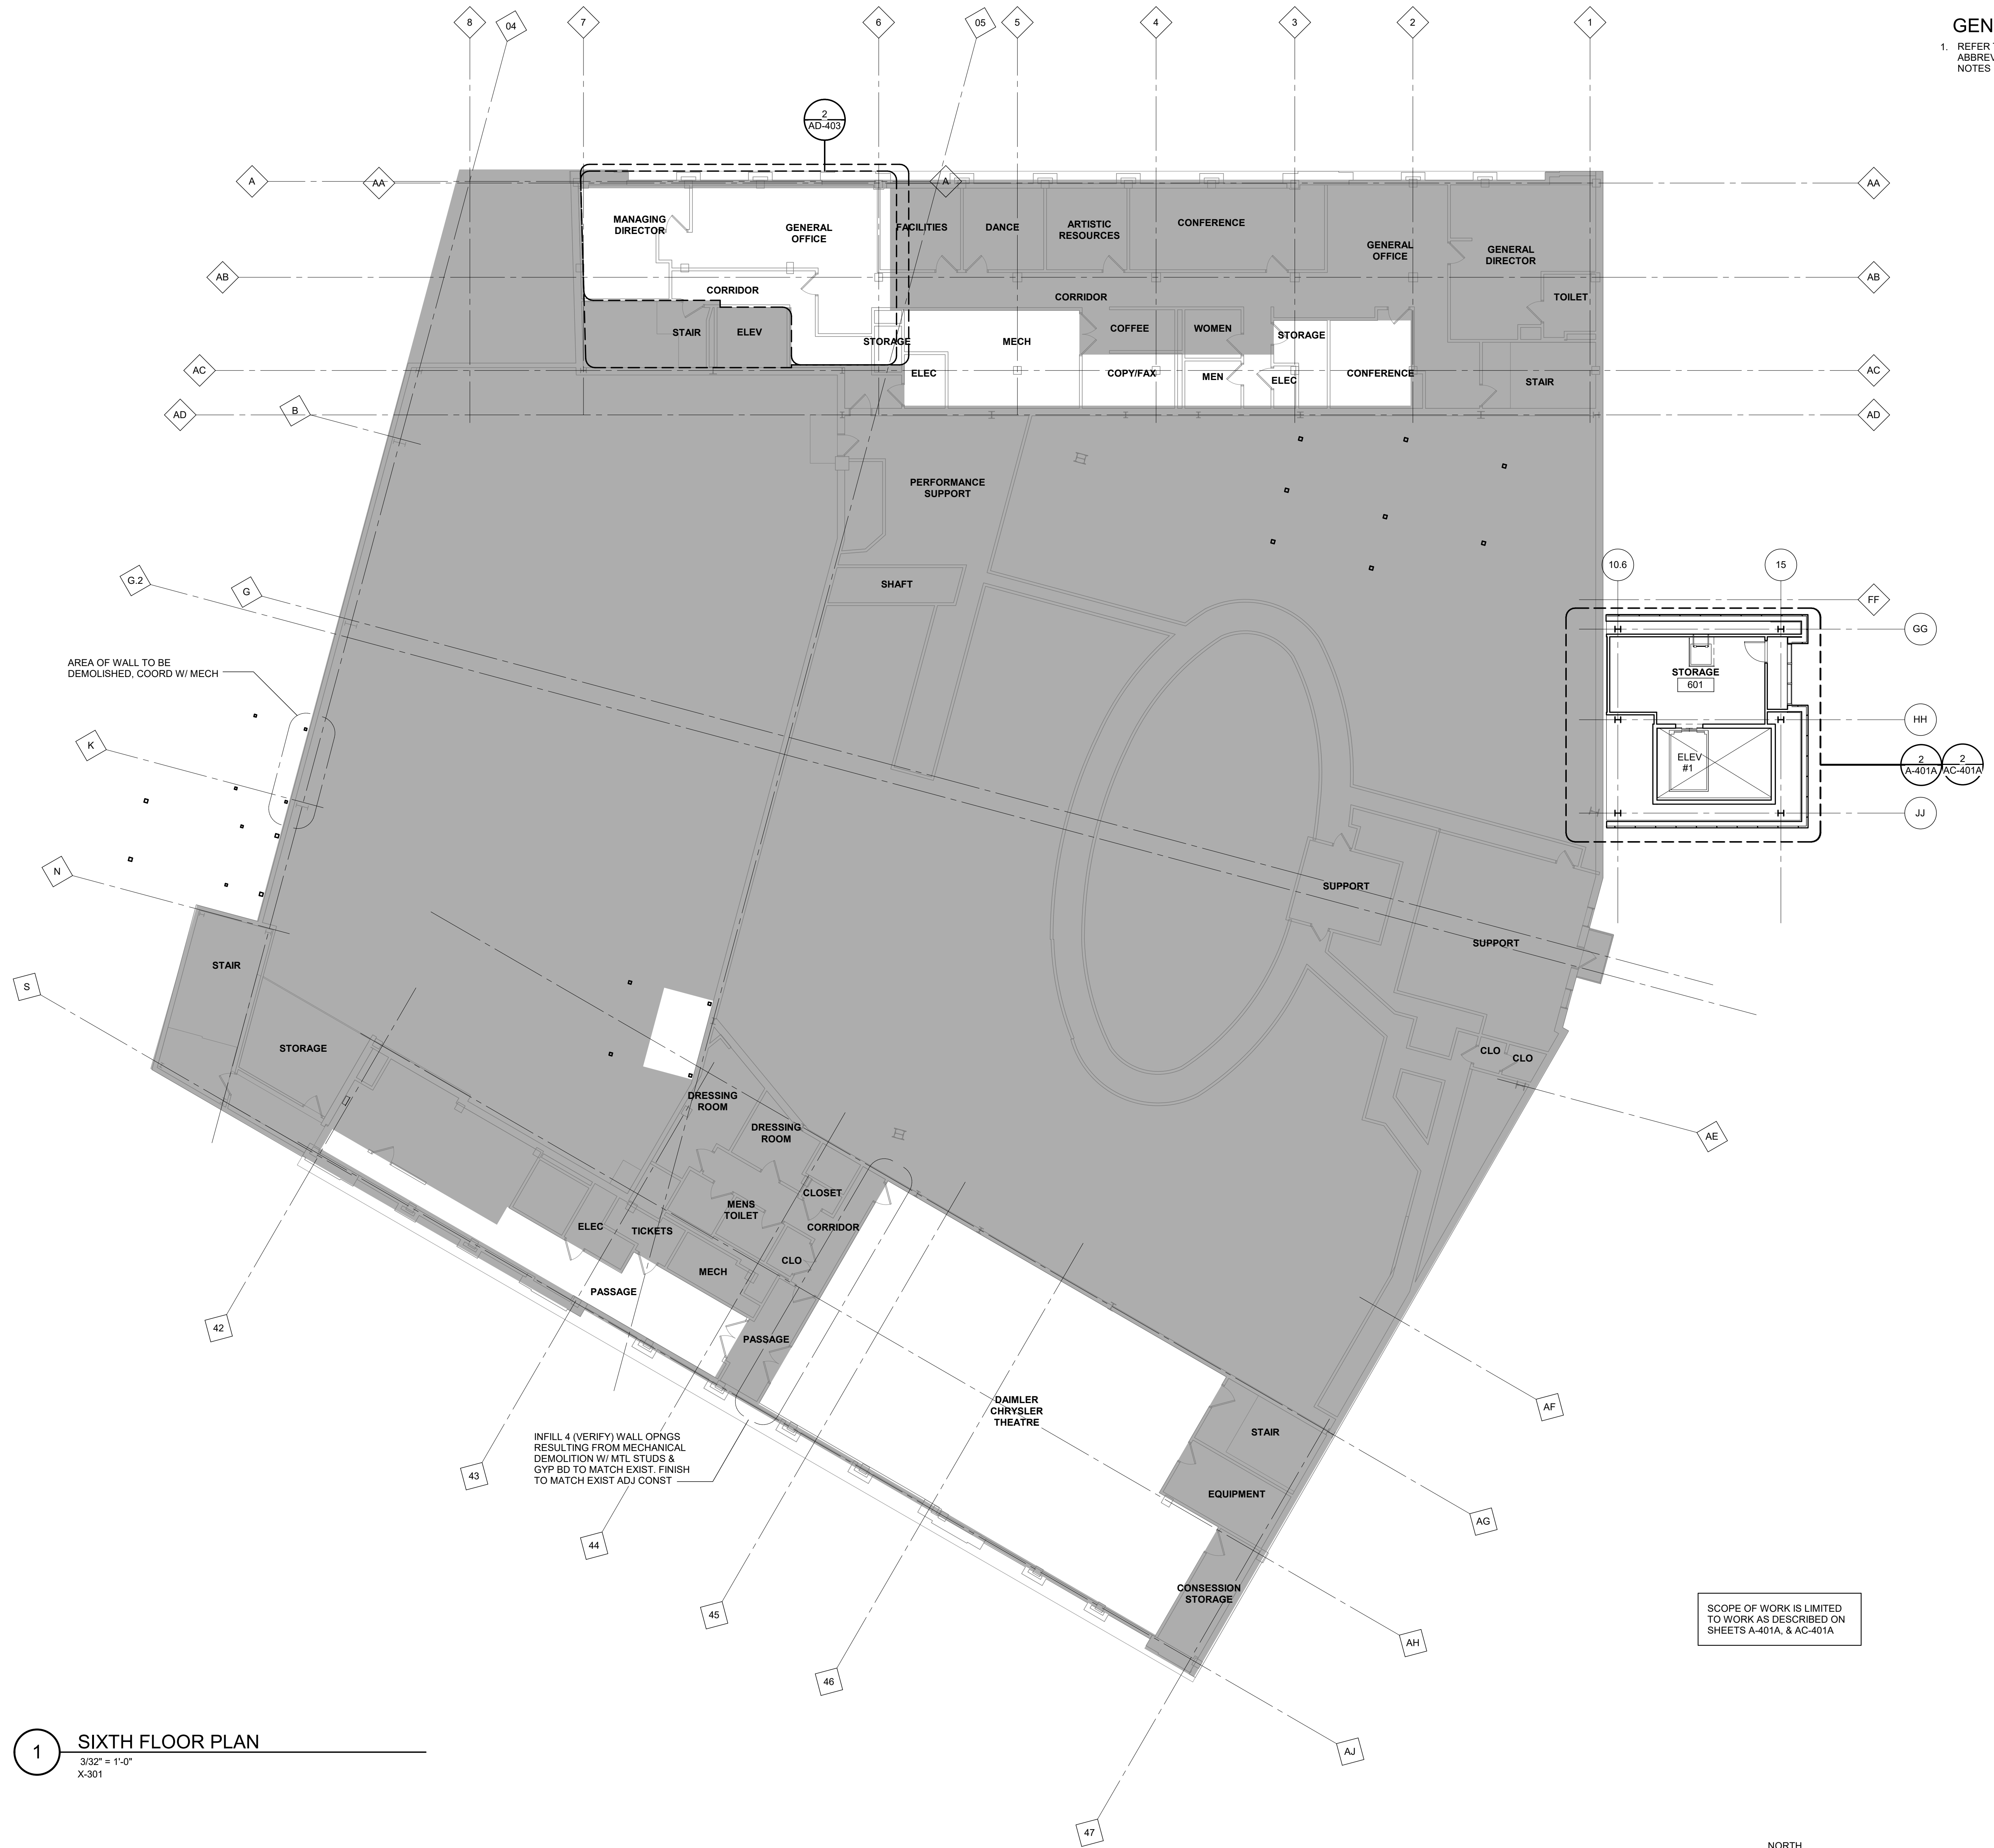 8
04
7
6
05
5
4
3
2
1
GEN
1. REFER
ABBREV
NOTES
2
AD-403
A
AA
A
AA
MANAGING
DIRECTOR
GENERAL
OFFICE
FACILITIES
DANCE
ARTISTIC
RESOURCES
CONFERENCE
GENERAL
OFFICE
GENERAL
DIRECTOR
AB
AB
CORRIDOR
CORRIDOR
TOILET
STAIR
ELEV
STORAGE
MECH
COFFEE
WOMEN
STORAGE
AC
ELEC
COPY/FAX
MEN
ELEC
CONFERENCE
STAIR
AC
AD
B
AD
PERFORMANCE
SUPPORT
G.2
G
SHAFT
10.6
15
FF
GG
AREA OF WALL TO BE
DEMOLISHED, COORD W/ MECH
STORAGE
601
HH
K
ELEV
#1
2
A-401A
2
AC-401A
JJ
N
SUPPORT
SUPPORT
STAIR
S
STORAGE
CLO
CLO
DRESSING
ROOM
DRESSING
ROOM
AE
CLOSET
MENS
TOILET
ELEC
TICKETS
CORRIDOR
CLO
MECH
PASSAGE
42
PASSAGE
DAIMLER
CHRYSLER
THEATRE
AF
INFILL 4 (VERIFY) WALL OPNGS
RESULTING FROM MECHANICAL
DEMOLITION W/ MTL STUDS &
GYP BD TO MATCH EXIST. FINISH
TO MATCH EXIST ADJ CONST
STAIR
43
EQUIPMENT
AG
44
CONSESSION
STORAGE
45
AH
SCOPE OF WORK IS LIMITED
TO WORK AS DESCRIBED ON
SHEETS A-401A, & AC-401A
46
1
SIXTH FLOOR PLAN
3/32" = 1'-0"
X-301
AJ
47
NORTH